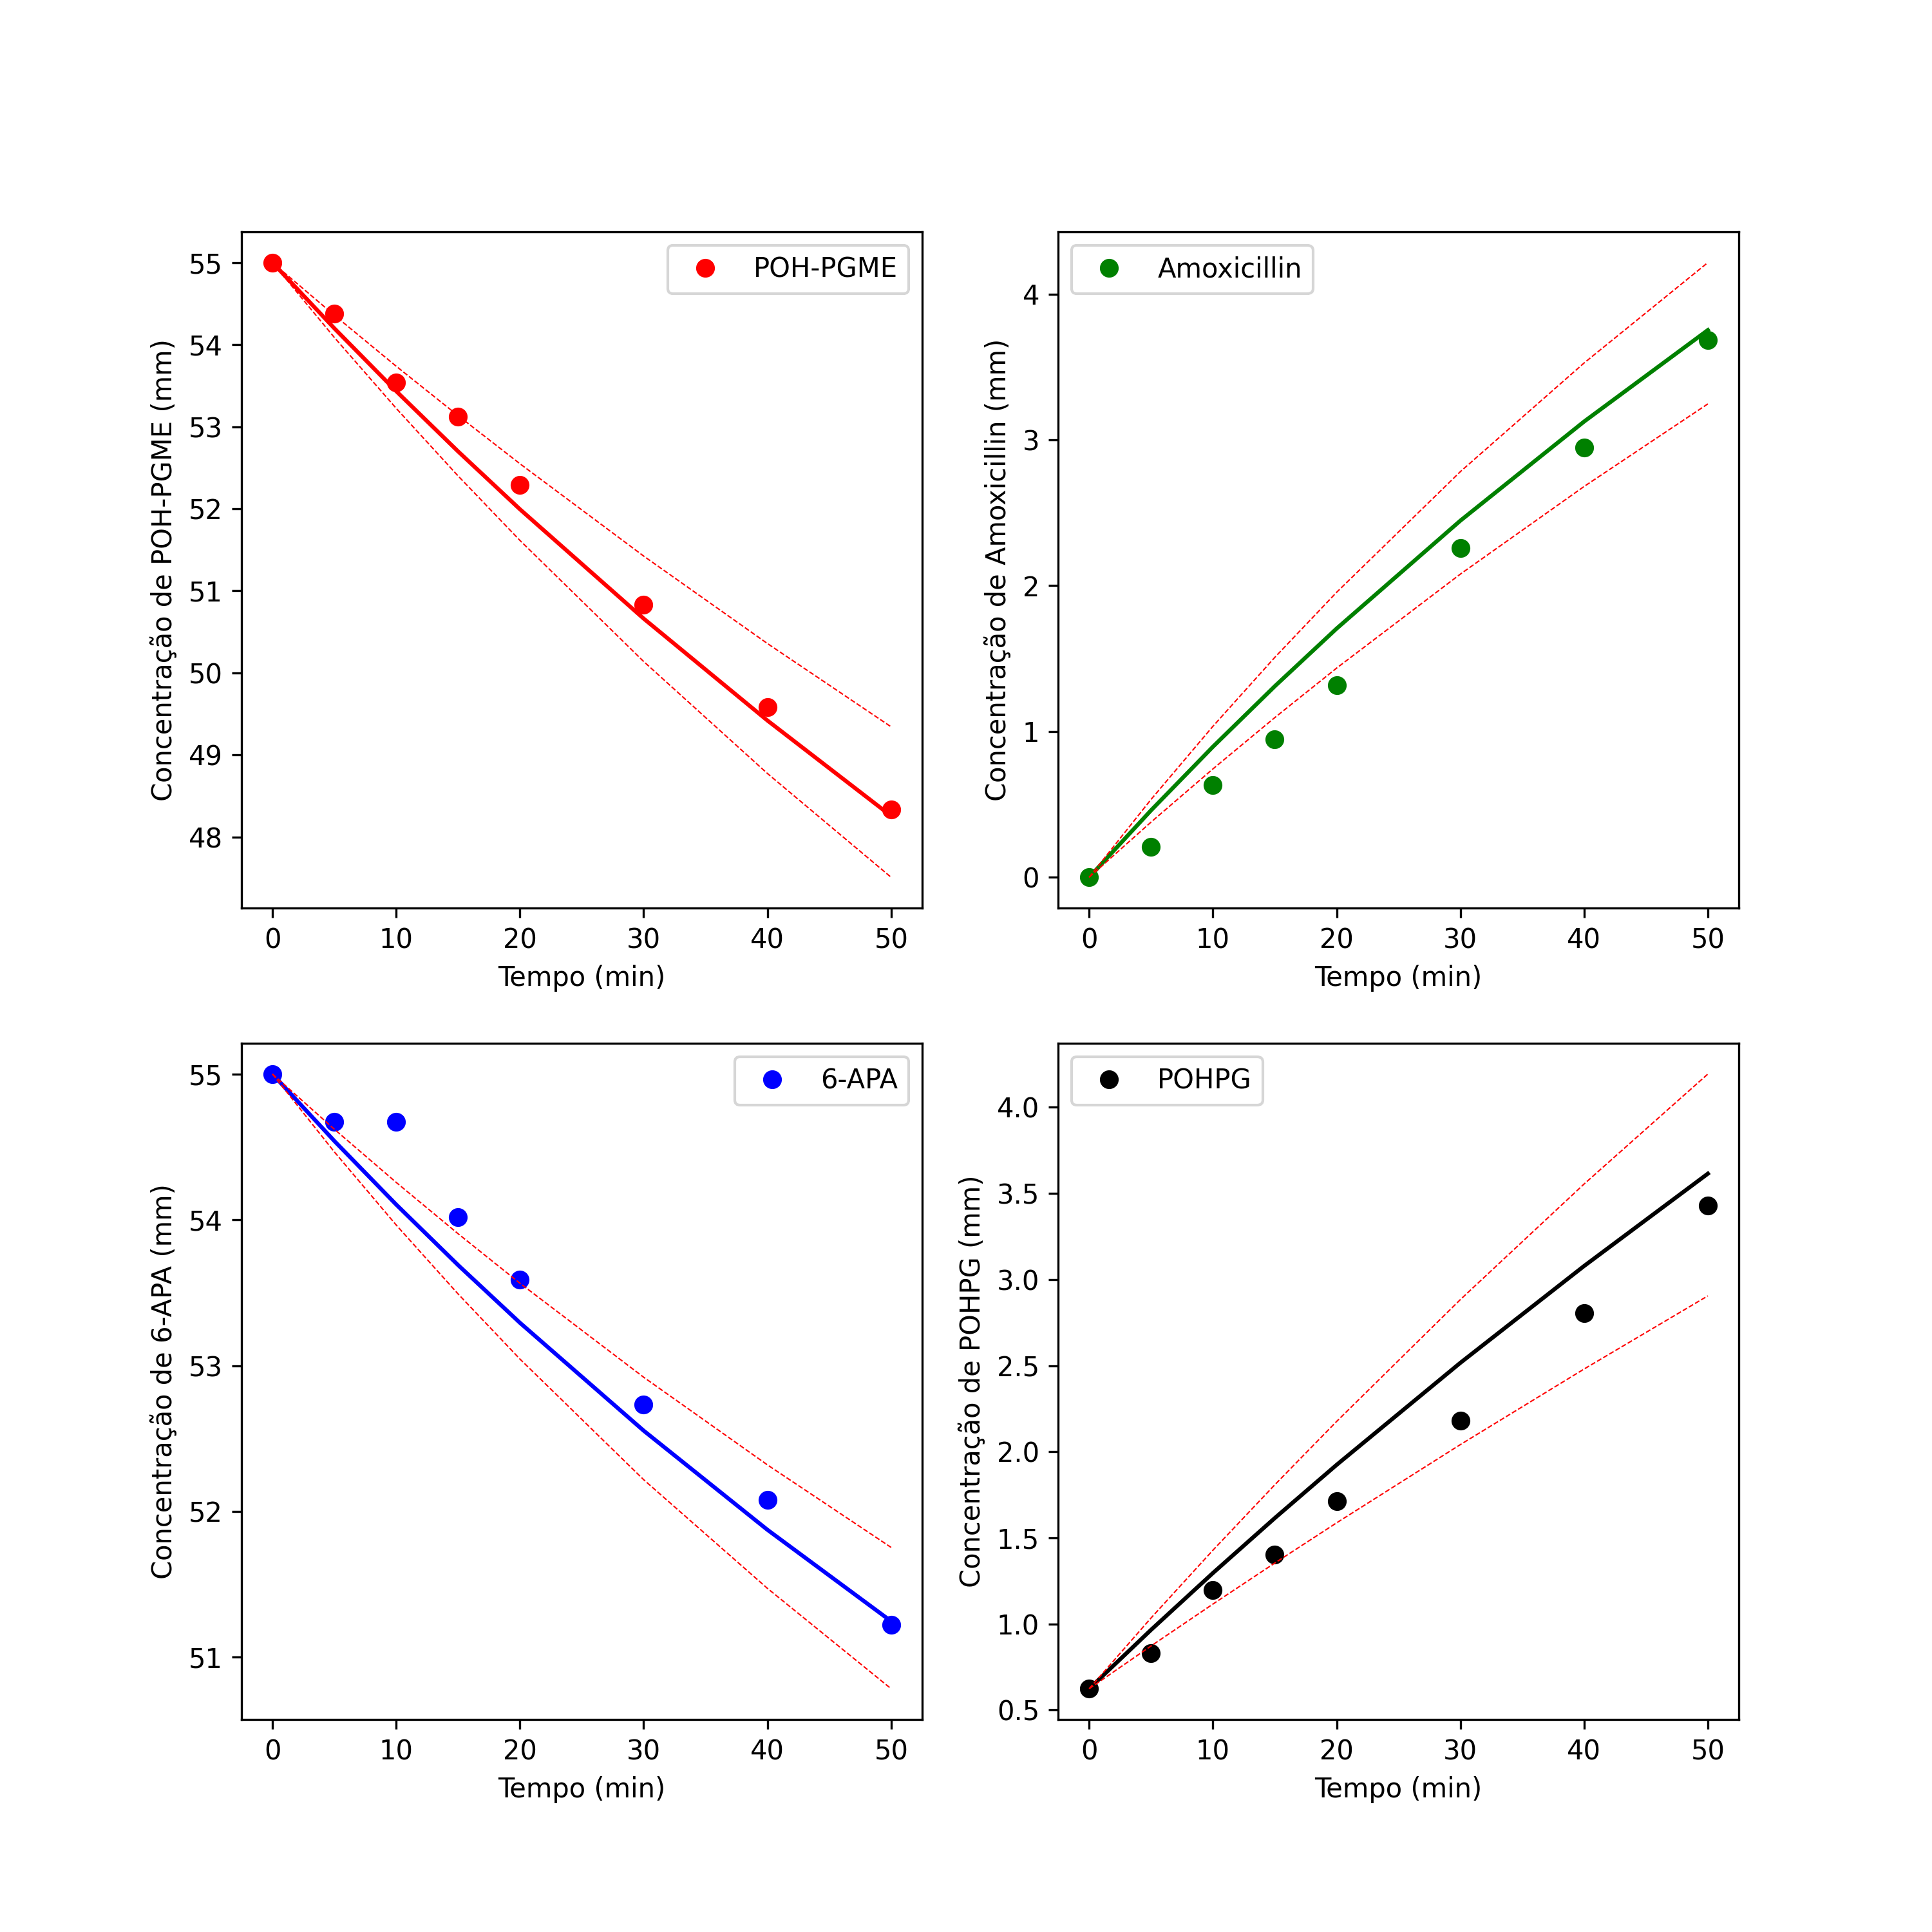 POH-PGME
55
54
53
52
51
50
49
48
Concentração de POH-PGME (mm)
0 10 20 30 40 50
Tempo (min)
Amoxicillin
4
3
2
1
0
Concentração de Amoxicillin (mm)
0 10 20 30 40 50
Tempo (min)
6-APA
55
54
53
52
51
Concentração de 6-APA (mm)
0 10 20 30 40 50
Tempo (min)
POHPG
4.0
3.5
3.0
2.5
2.0
1.5
1.0
0.5
Concentração de POHPG (mm)
0 10 20 30 40 50
Tempo (min)